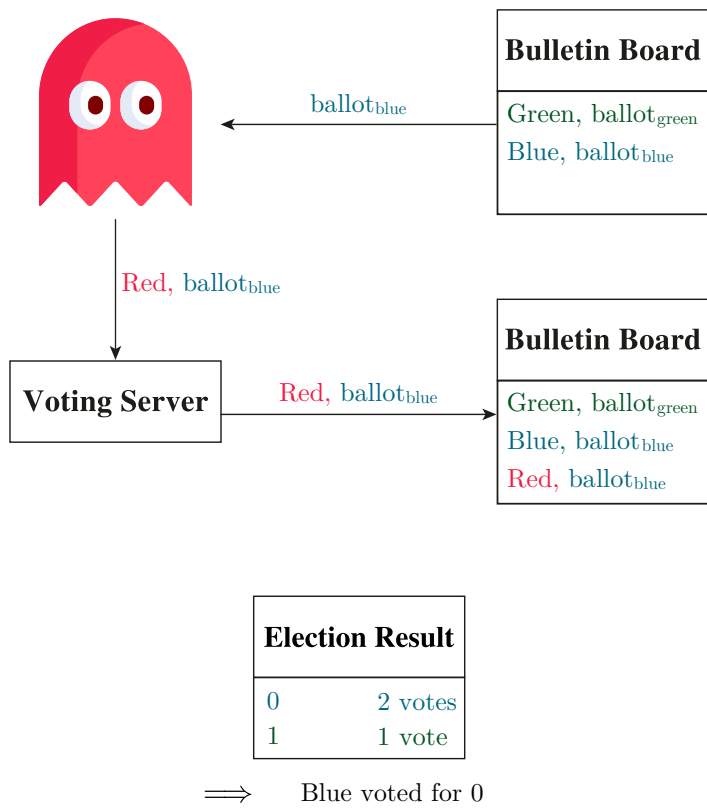 Bulletin Board
ballot_blue
Green, ballot_green
Blue, ballot_blue
Red, ballot_blue
Bulletin Board
Voting Server
Red, ballot_blue
Green, ballot_green
Blue, ballot_blue
Red, ballot_blue
Election Result
0 2 votes
1 1 vote
⟹ Blue voted for 0